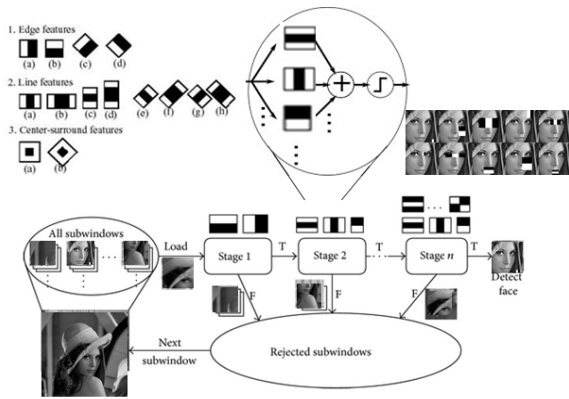 1. Edge features
(a) (b) (c) (d)
2. Line features
(a) (b) (c) (d) (e) (f) (g) (h)
3. Center-surround features
(a) (b)
All subwindows
Load
Stage 1
T
Stage 2
T
Stage n
T
Detect
face
F
F
F
Next
subwindow
Rejected subwindows